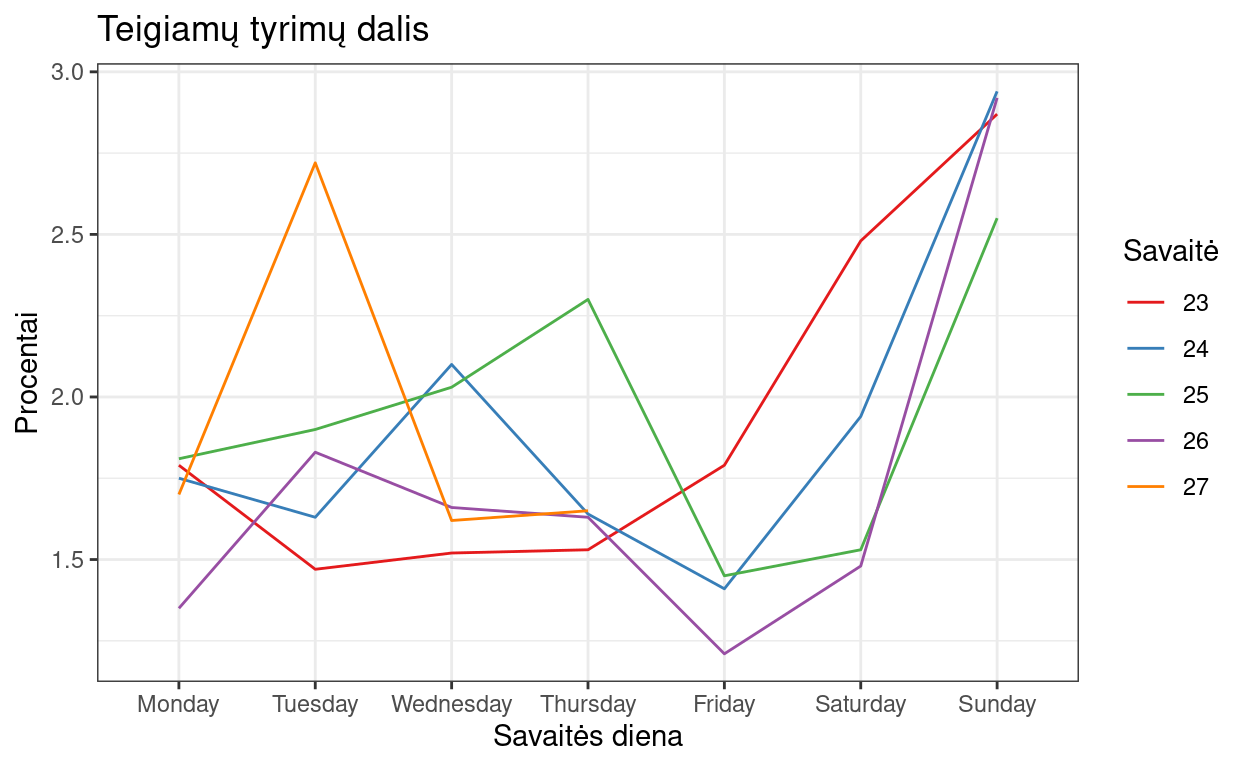 Teigiamų tyrimų dalis
Procentai
3.0
2.5
2.0
1.5
Monday Tuesday Wednesday Thursday Friday Saturday Sunday
Savaitės diena
Savaitė
23
24
25
26
27